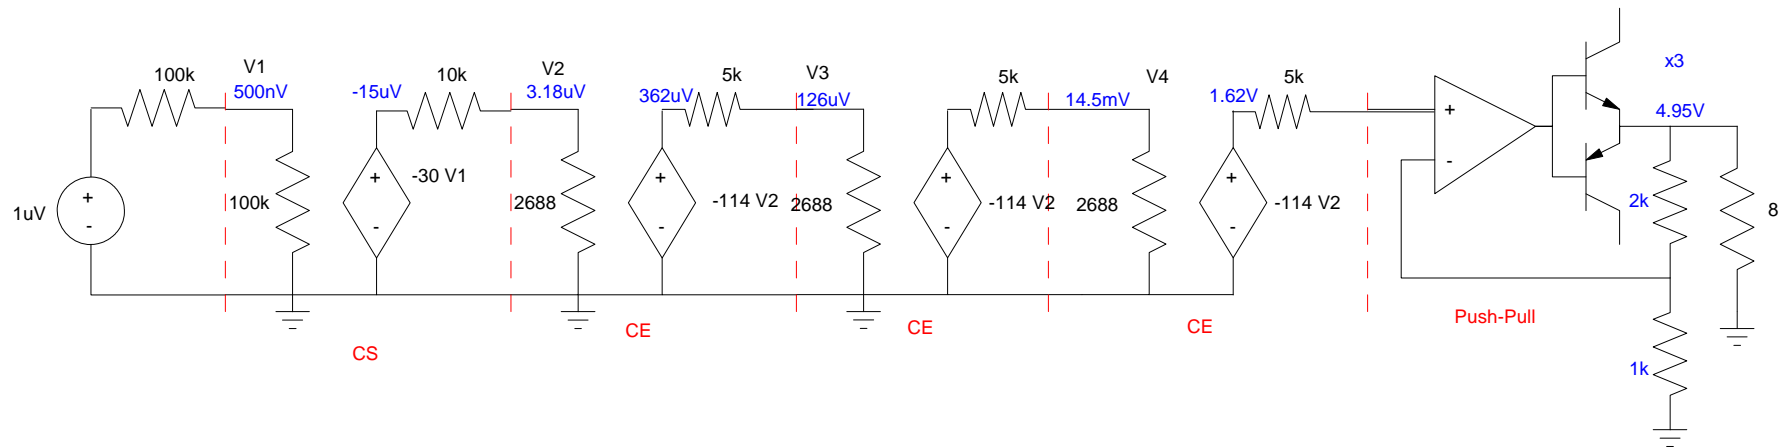 100k
V1
500nV
1uV
+
-
100k
-15uV
10k
V2
3.18uV
+
-
-30 V1
2688
CS
362uV
5k
V3
126uV
+
-
-114 V2
2688
CE
5k
V4
14.5mV
+
-
-114 V2
2688
CE
1.62V
5k
+
-
-114 V2
CE
+
-
x3
4.95V
2k
8
1k
Push-Pull